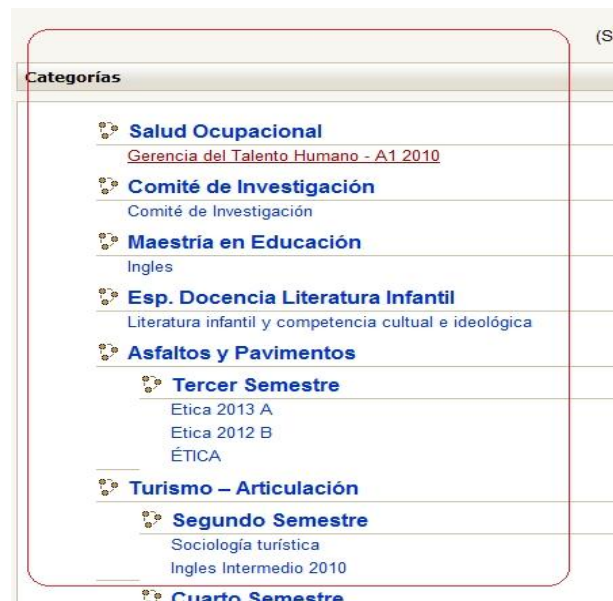 (S
Categorías
Salud Ocupacional
Gerencia del Talento Humano - A1 2010
Comité de Investigación
Comité de Investigación
Maestría en Educación
Ingles
Esp. Docencia Literatura Infantil
Literatura infantil y competencia cultual e ideológica
Asfaltos y Pavimentos
Tercer Semestre
Etica 2013 A
Etica 2012 B
ÉTICA
Turismo – Articulación
Segundo Semestre
Sociología turística
Ingles Intermedio 2010
Cuarto Semestre